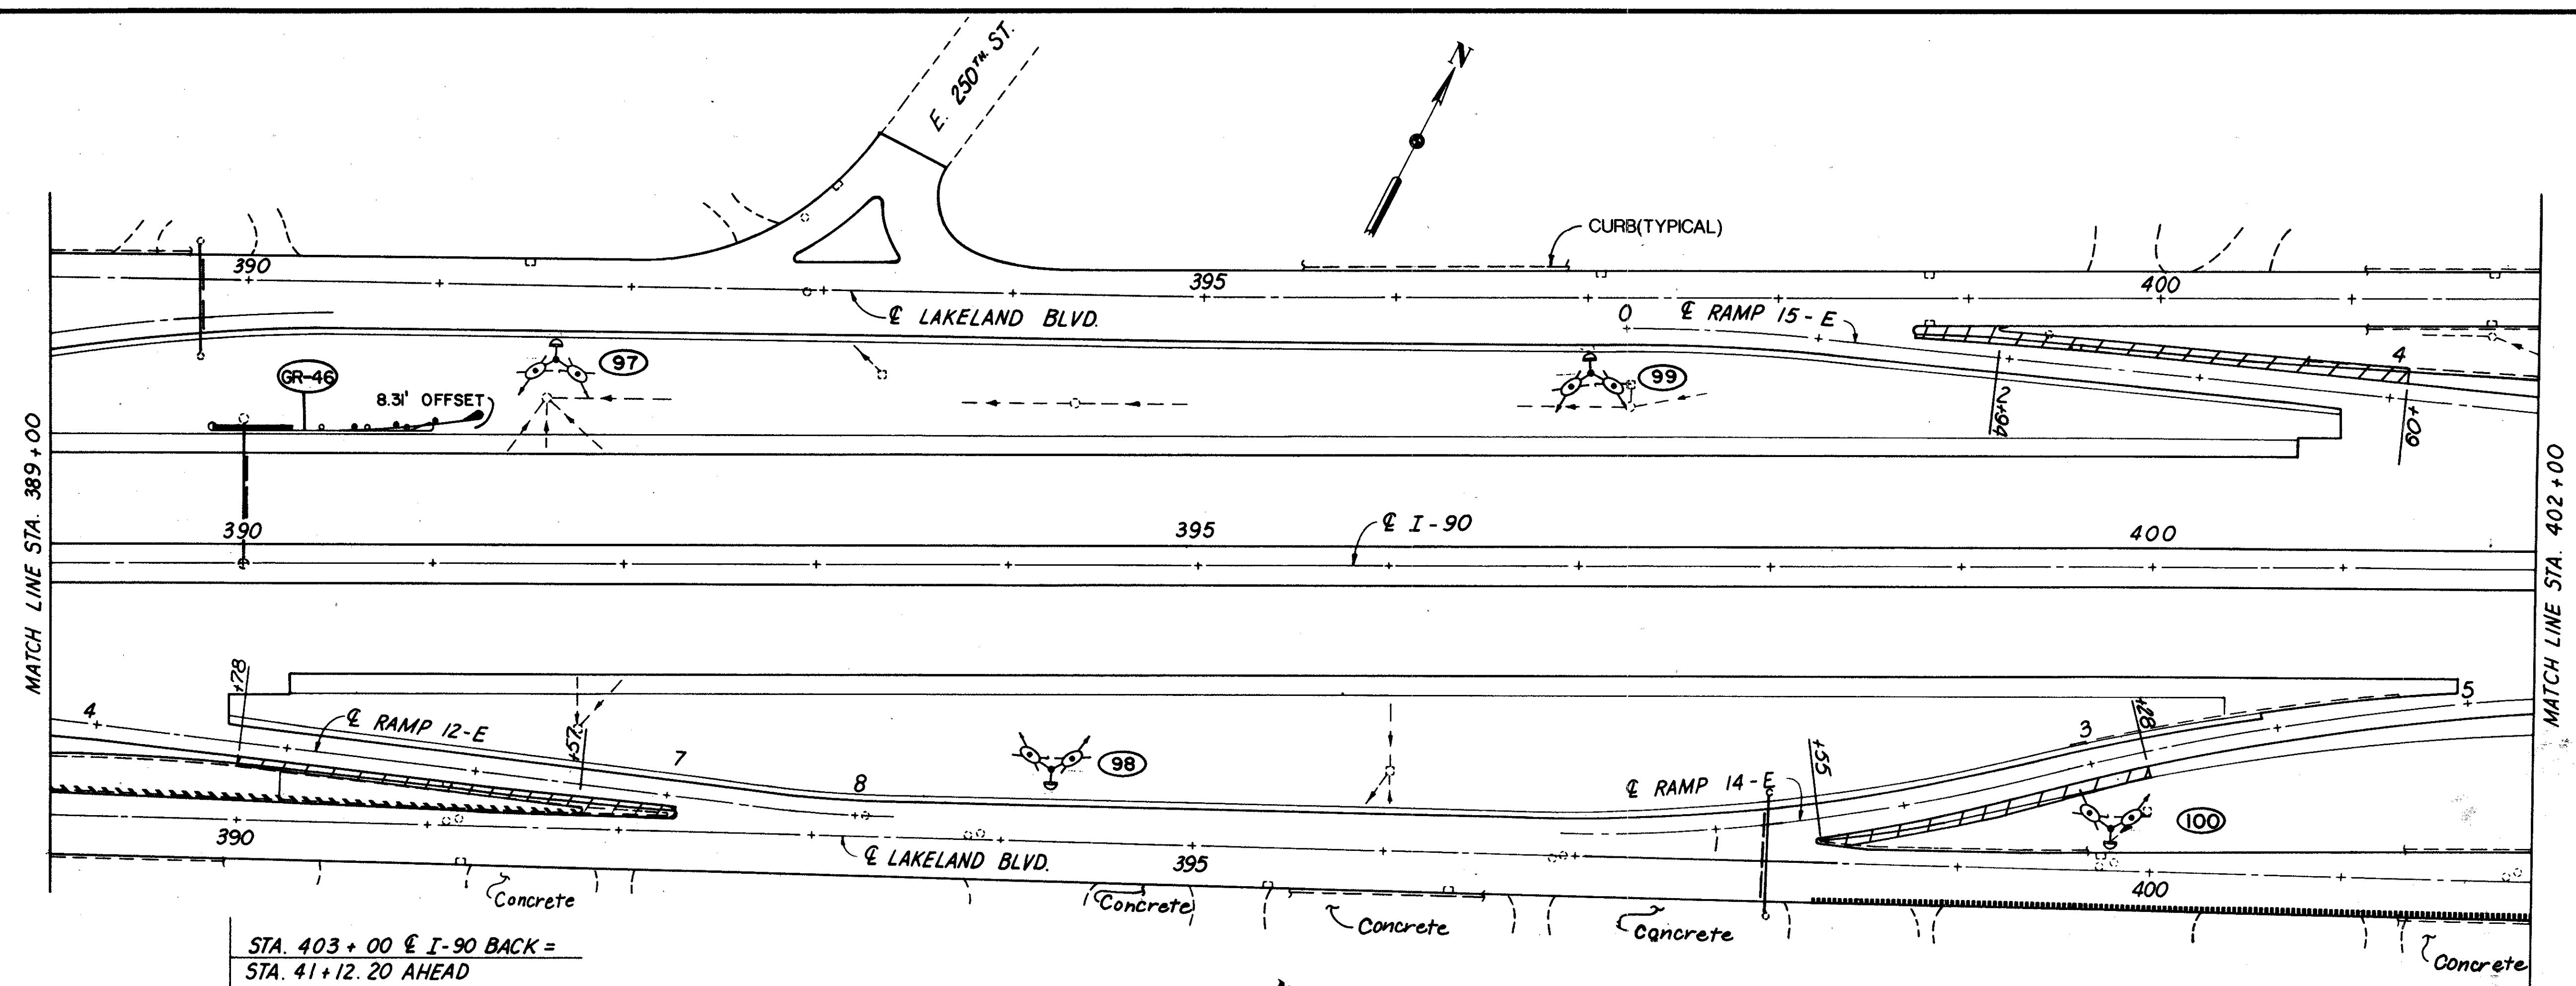 E. 250TH. ST.
N
CURB(TYPICAL)
390
395
400
℄ LAKELAND BLVD.
0
℄ RAMP 15-E
4
97
99
GR-46
8.31' OFFSET
2+94
+09
MATCH LINE STA. 389+00
MATCH LINE STA. 402+00
390
395
℄ I-90
400
+78
4
℄ RAMP 12-E
+57
7
8
98
℄ RAMP 14-E
+55
3
+28
5
100
390
℄ LAKELAND BLVD.
395
400
Concrete
Concrete
Concrete
Concrete
Concrete
STA. 403+00 ℄ I-90 BACK =
STA. 41+12.20 AHEAD